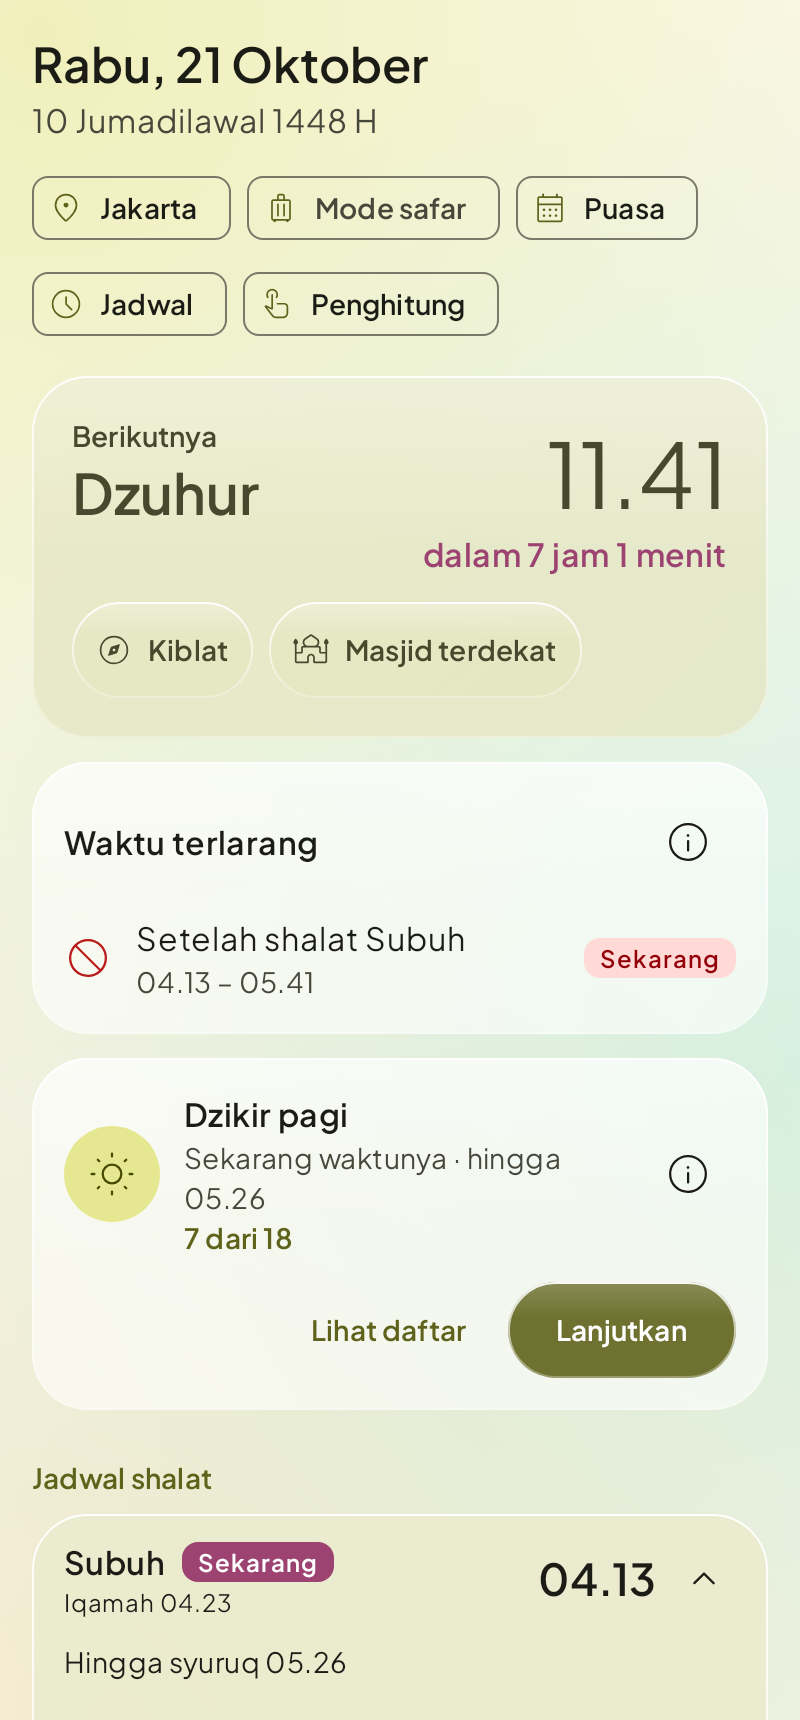 Rabu, 21 Oktober
10 Jumadilawal 1448 H
Jakarta
Mode safar
Puasa
Jadwal
Penghitung
Berikutnya
Dzuhur
11.41
dalam 7 jam 1 menit
Kiblat
Masjid terdekat
Waktu terlarang
Setelah shalat Subuh
04.13 – 05.41
Sekarang
Dzikir pagi
Sekarang waktunya · hingga
05.26
7 dari 18
Lihat daftar
Lanjutkan
Jadwal shalat
Subuh
Sekarang
04.13
Iqamah 04.23
Hingga syuruq 05.26